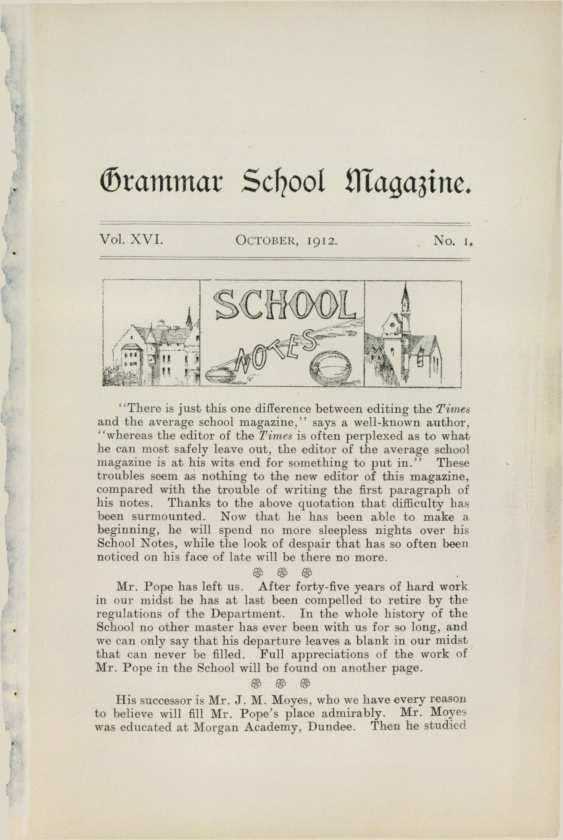 Grammar School Magazine.
Vol. XVI. October, 1912. No. 1.
SCHOOL
NOTES
"There is just this one difference between editing the Times
and the average school magazine," says a well-known author,
"whereas the editor of the Times is often perplexed as to what
he can most safely leave out, the editor of the average school
magazine is at his wits end for something to put in." These
troubles seem as nothing to the new editor of this magazine,
compared with the trouble of writing the first paragraph of
his notes. Thanks to the above quotation that difficulty has
been surmounted. Now that he has been able to make a
beginning, he will spend no more sleepless nights over his
School Notes, while the look of despair that has so often been
noticed on his face of late will be there no more.
Mr. Pope has left us. After forty-five years of hard work
in our midst he has at last been compelled to retire by the
regulations of the Department. In the whole history of the
School no other master has ever been with us for so long, and
we can only say that his departure leaves a blank in our midst
that can never be filled. Full appreciations of the work of
Mr. Pope in the School will be found on another page.
His successor is Mr. J. M. Moyes, who we have every reason
to believe will fill Mr. Pope's place admirably. Mr. Moyes
was educated at Morgan Academy, Dundee. Then he studied